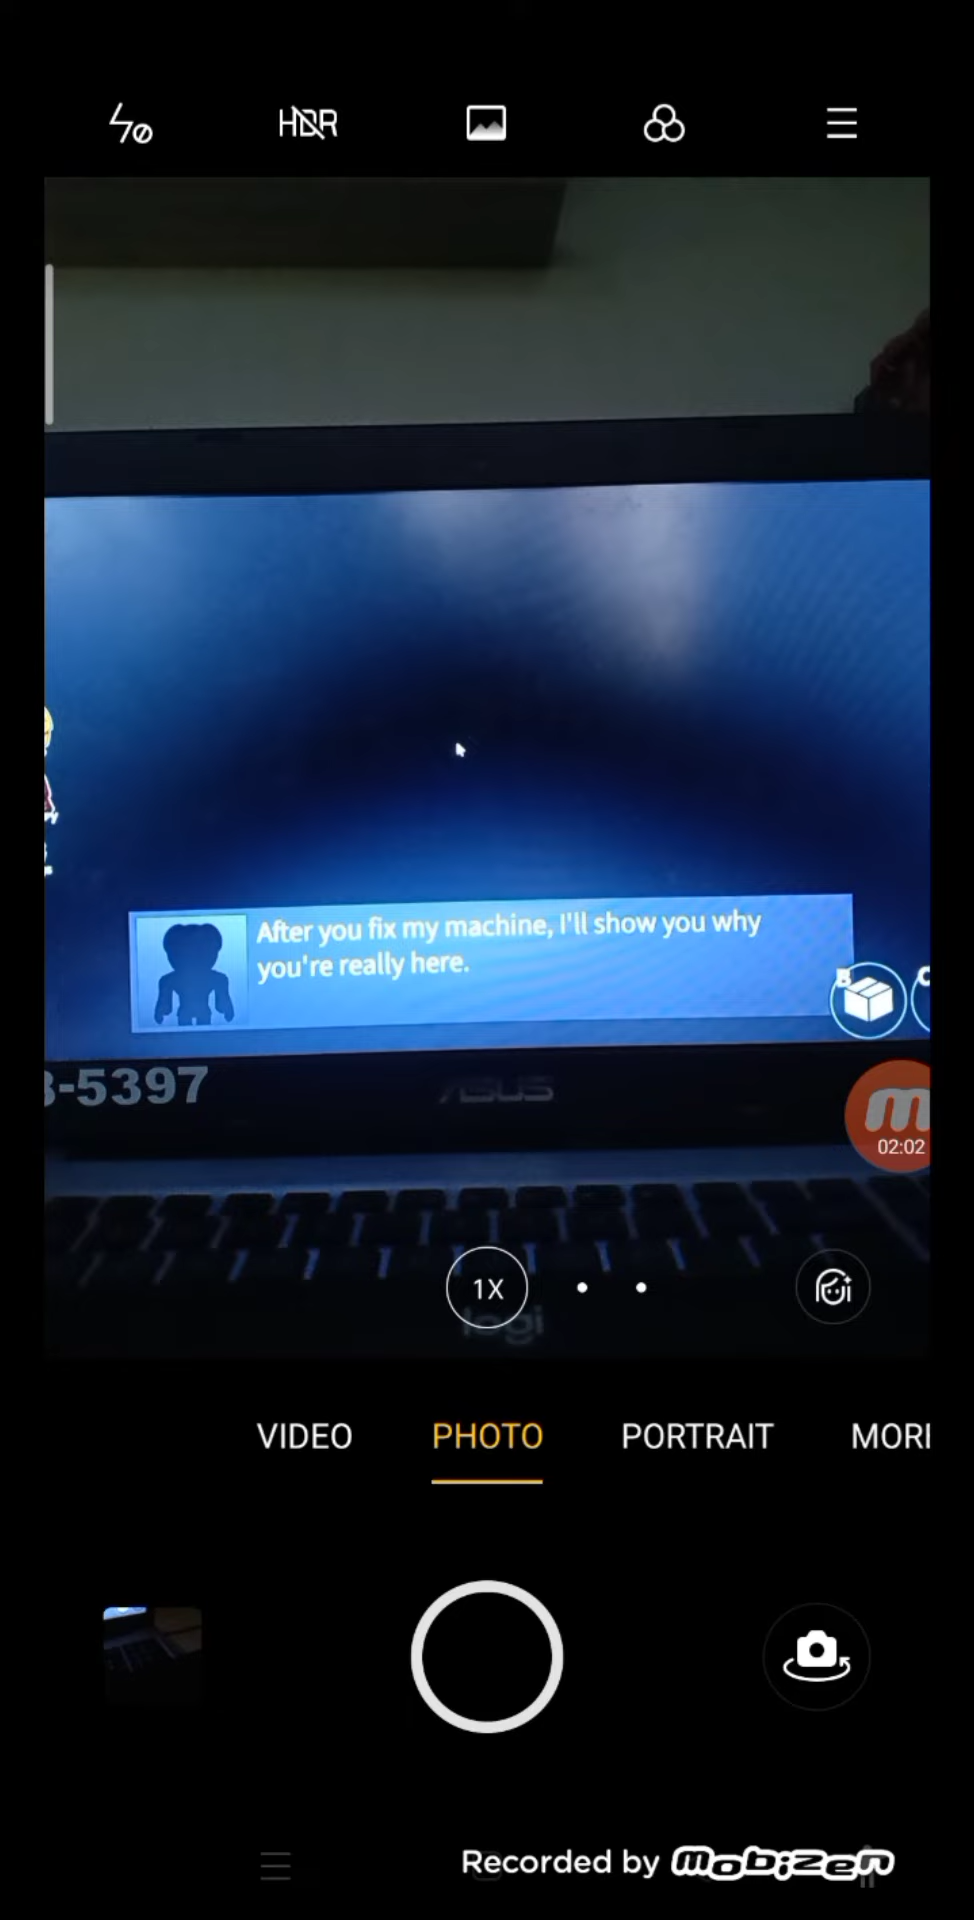 HDR
After you fix my machine, I'll show you why
you're really here.
B
-5397
ASUS
02:02
1X
logi
VIDEO
PHOTO
PORTRAIT
Recorded by Mobizen